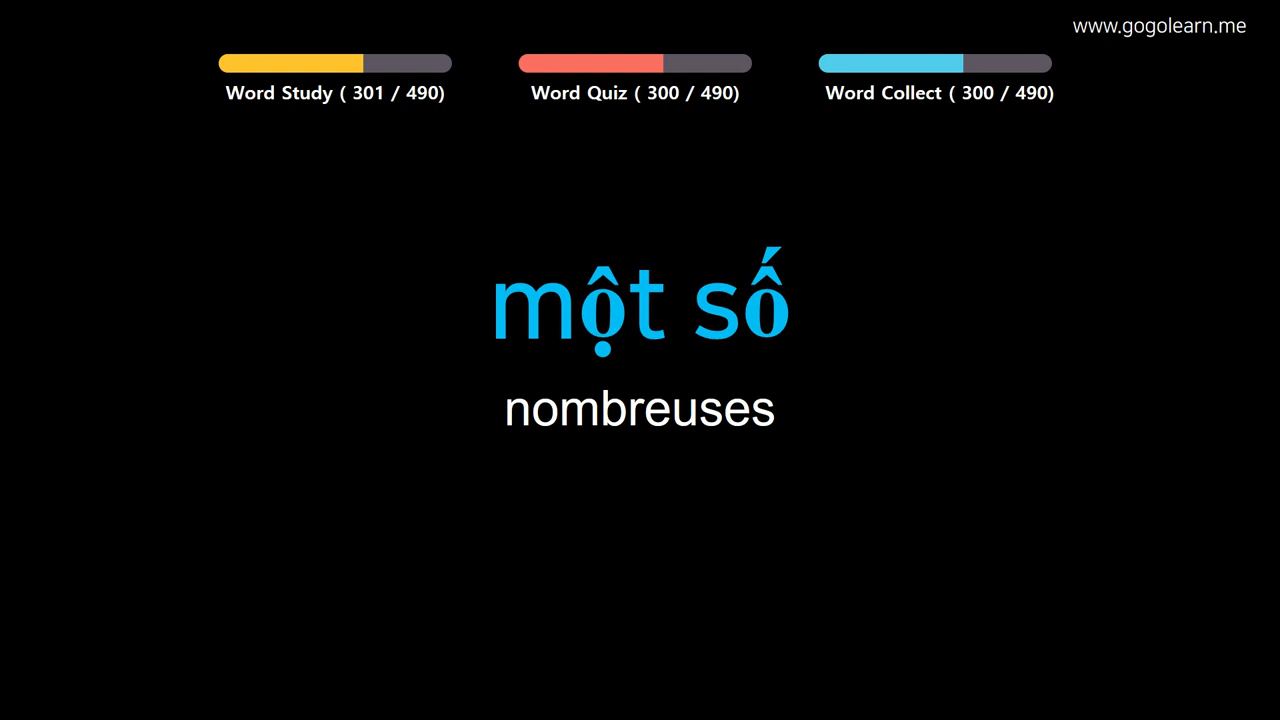 www.gogolearn.me
Word Study ( 301 / 490)
Word Quiz ( 300 / 490)
Word Collect ( 300 / 490)
một số
nombreuses